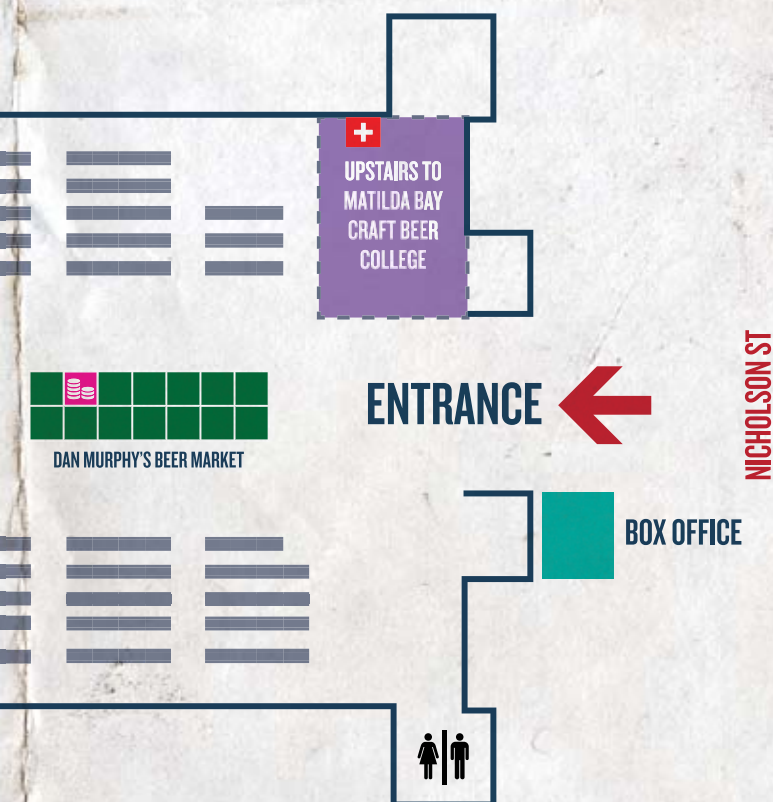 UPSTAIRS TO
MATILDA BAY
CRAFT BEER
COLLEGE
NICHOLSON ST
ENTRANCE
DAN MURPHY'S BEER MARKET
BOX OFFICE